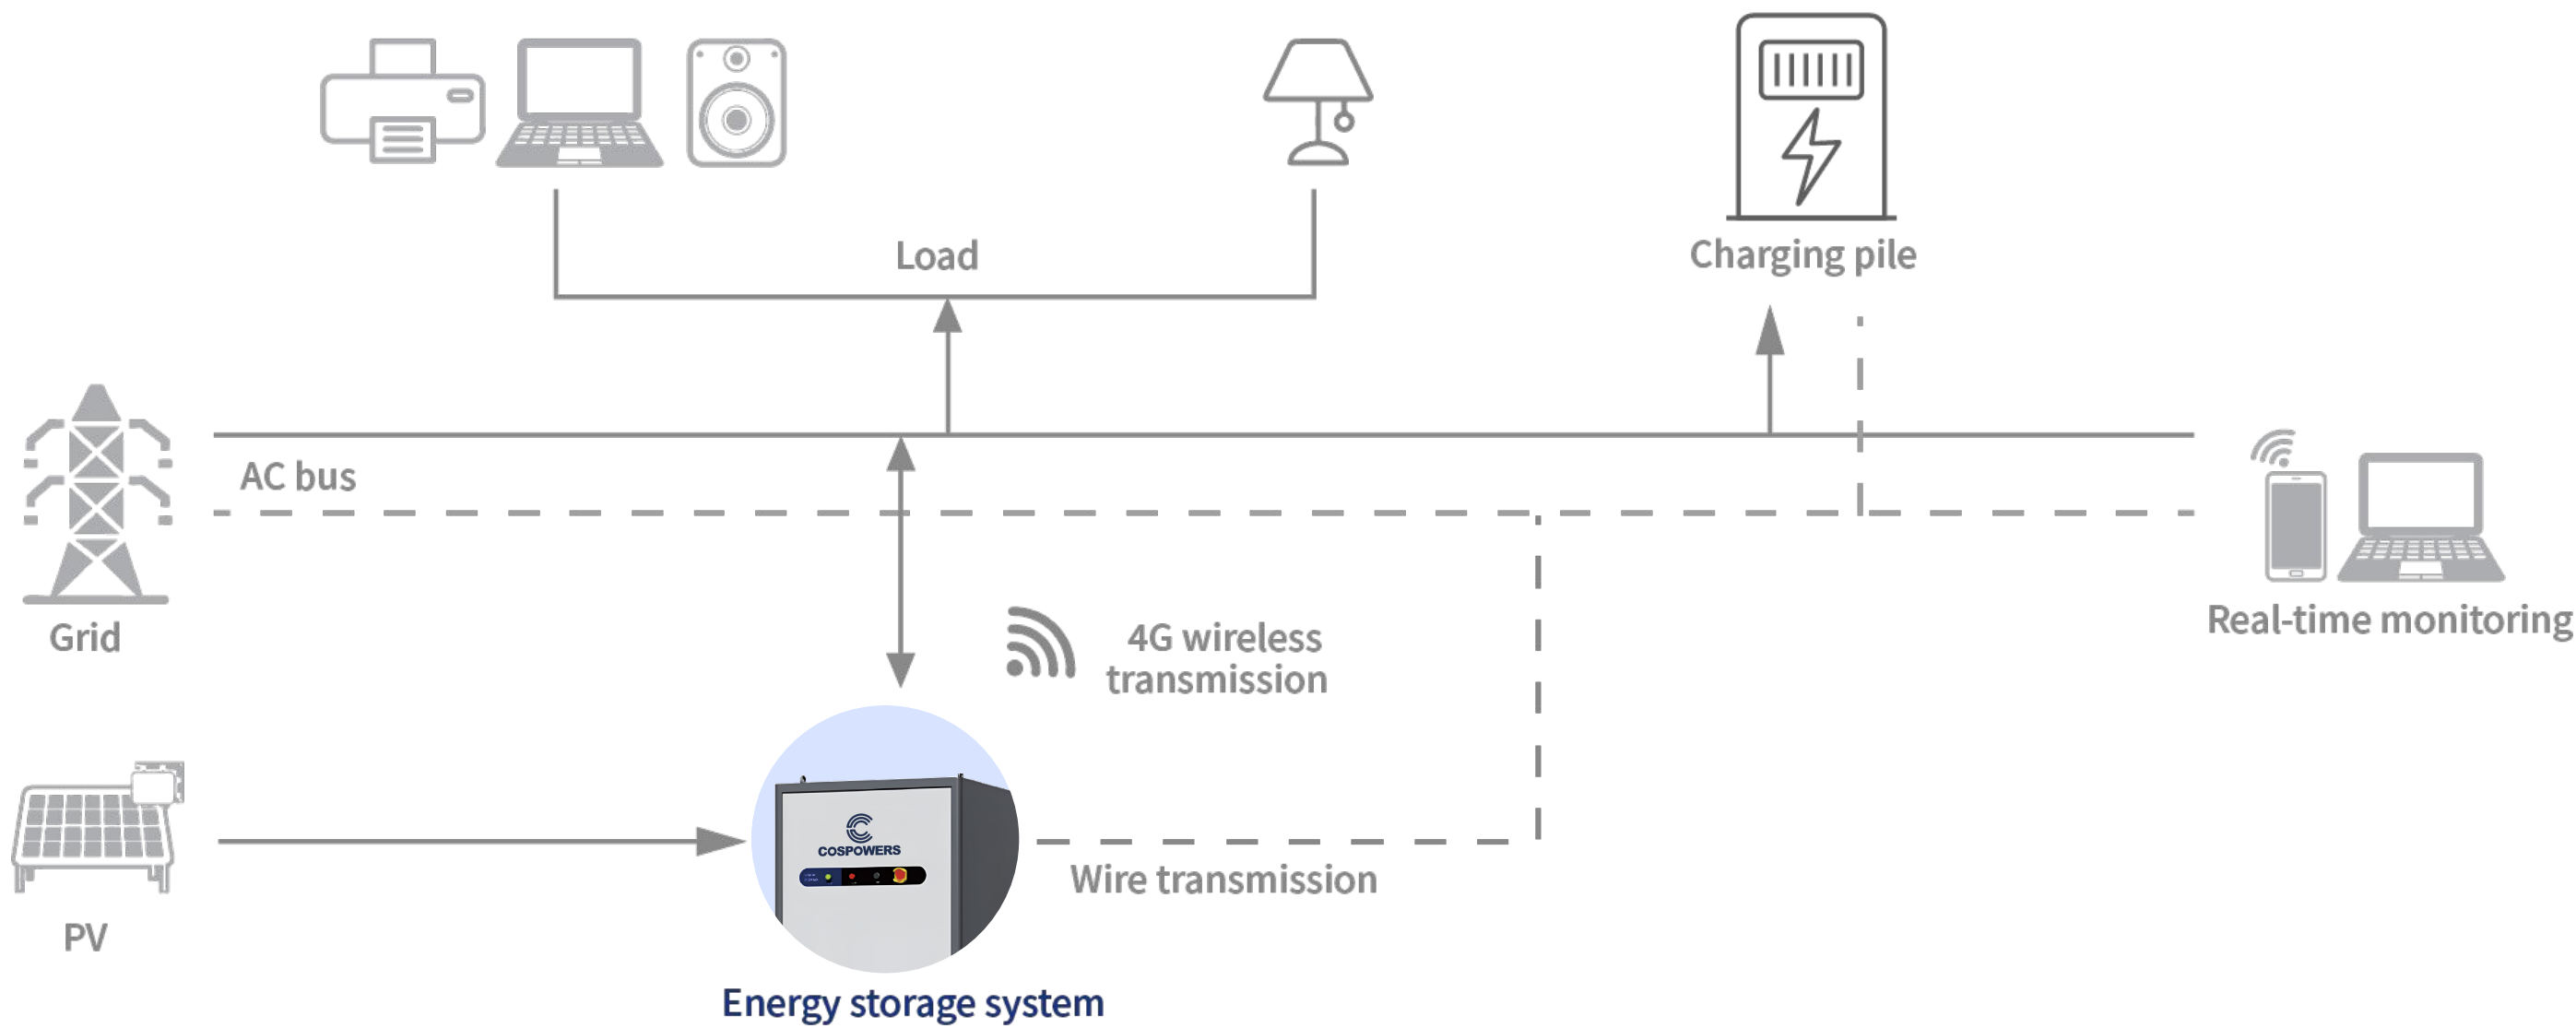 Load
Charging pile
AC bus
Grid
4G wireless
transmission
Real-time monitoring
COSPOWERS
Wire transmission
PV
Energy storage system